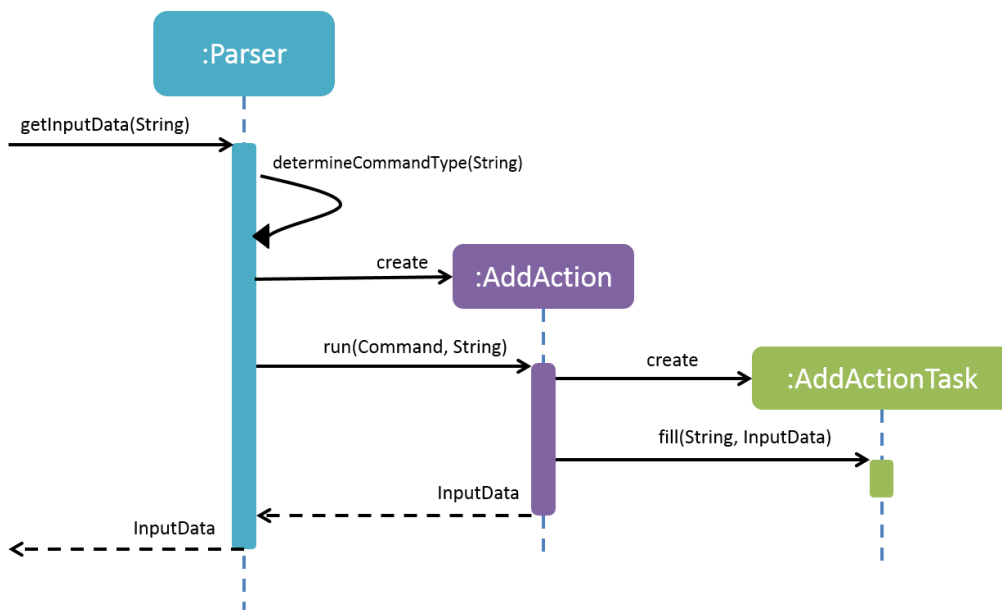 :Parser
getInputData(String)
determineCommandType(String)
create
:AddAction
run(Command, String)
create
:AddActionTask
fill(String, InputData)
InputData
InputData